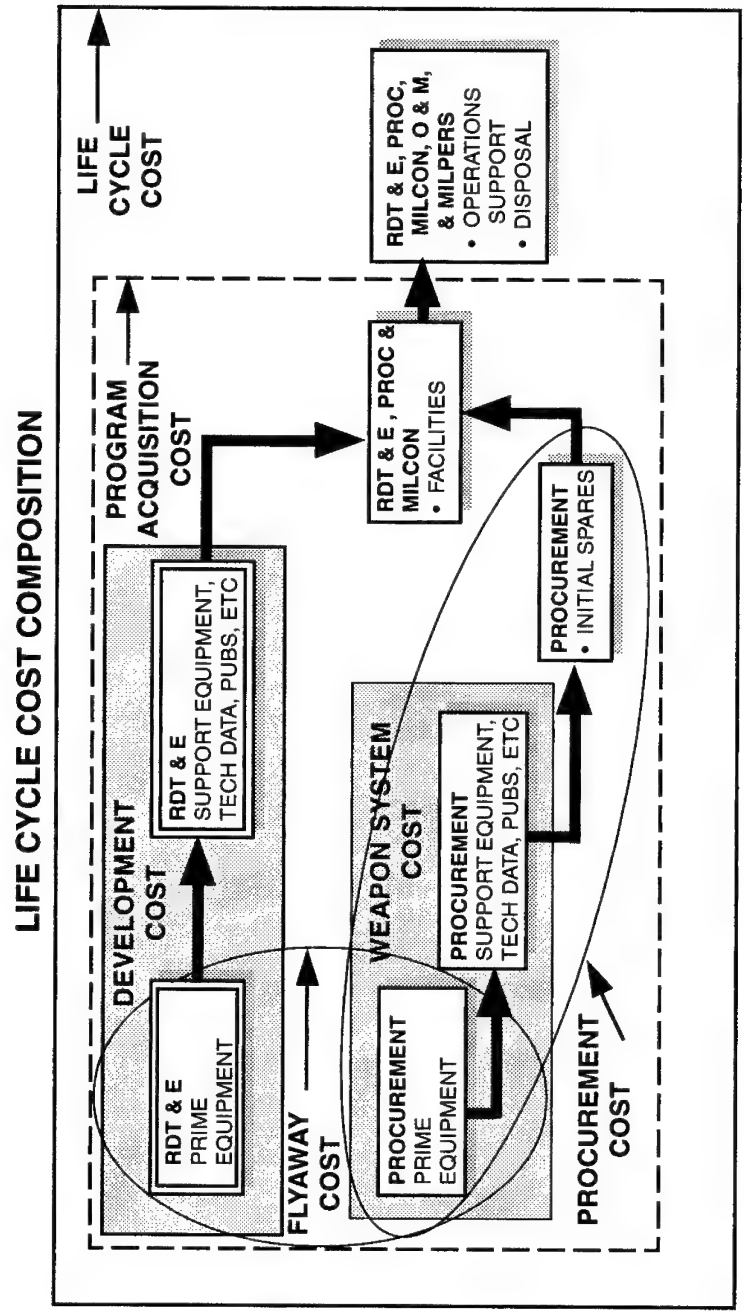 LIFE CYCLE COST COMPOSITION
LIFE
CYCLE
COST
PROGRAM
ACQUISITION
COST
DEVELOPMENT
COST
RDT & E
PRIME
EQUIPMENT
RDT & E
SUPPORT EQUIPMENT,
TECH DATA, PUBS, ETC
FLYAWAY
COST
WEAPON SYSTEM
COST
PROCUREMENT
PRIME
EQUIPMENT
PROCUREMENT
SUPPORT EQUIPMENT,
TECH DATA, PUBS, ETC
PROCUREMENT
COST
PROCUREMENT
• INITIAL SPARES
RDT & E , PROC &
MILCON
• FACILITIES
RDT & E, PROC,
MILCON, O & M,
& MILPERS
• OPERATIONS
SUPPORT
• DISPOSAL